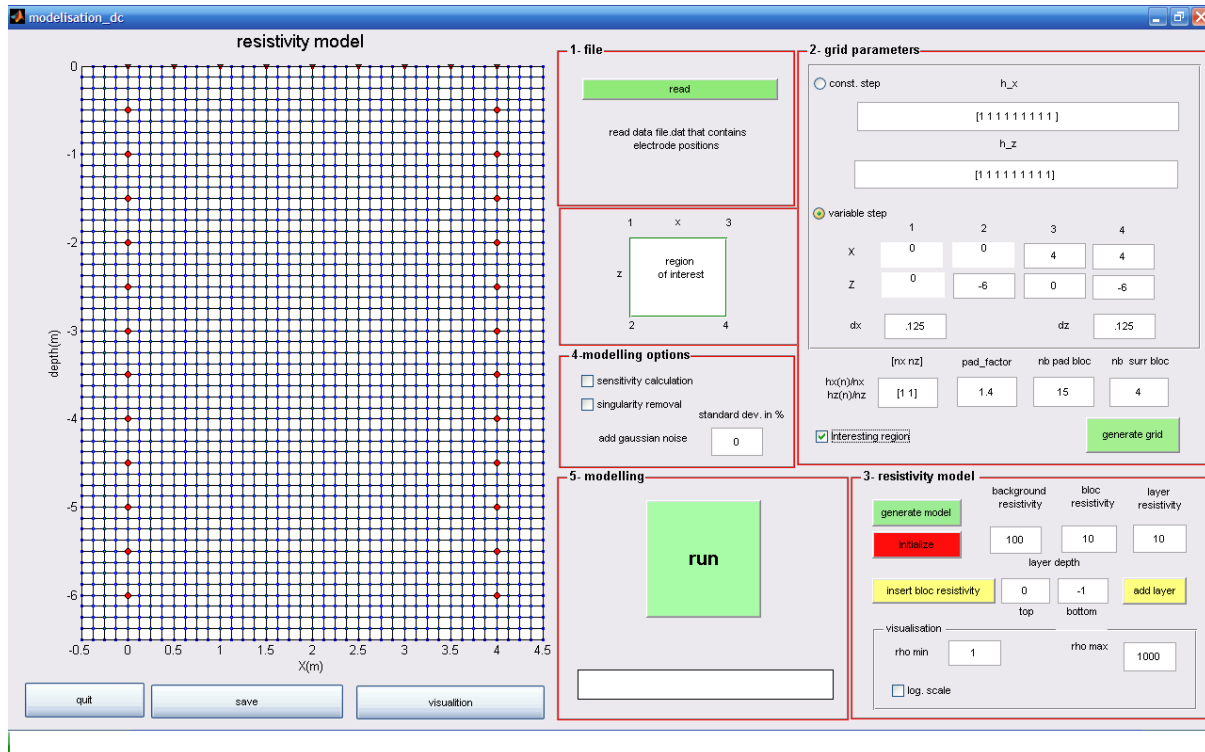 modelisation_dc
resistivity model
0
-1
-2
-3
-4
-5
-6
depth(m)
-0.5 0 0.5 1 1.5 2 2.5 3 3.5 4 4.5
X(m)
quit
save
visualition
1- file
read
read data file.dat that contains
electrode positions
1 x 3
z
region
of interest
2 4
4-modelling options
sensitivity calculation
singularity removal
standard dev. in %
add gaussian noise
0
5- modelling
run
2- grid parameters
const. step
h_x
[1 1 1 1 1 1 1 1 1 ]
h_z
[1 1 1 1 1 1 1 1 1]
variable step
1 2 3 4
X 0 0 4 4
Z 0 -6 0 -6
dx .125 dz .125
[nx nz] pad_factor nb pad bloc nb surr bloc
hx(n)/nx
hz(n)/nz
[1 1] 1.4 15 4
Interesting region
generate grid
3- resistivity model
background
resistivity
bloc
resistivity
layer
resistivity
generate model
initialize
100 10 10
layer depth
insert bloc resistivity
0 -1
add layer
top bottom
visualisation
rho min 1
rho max 1000
log. scale